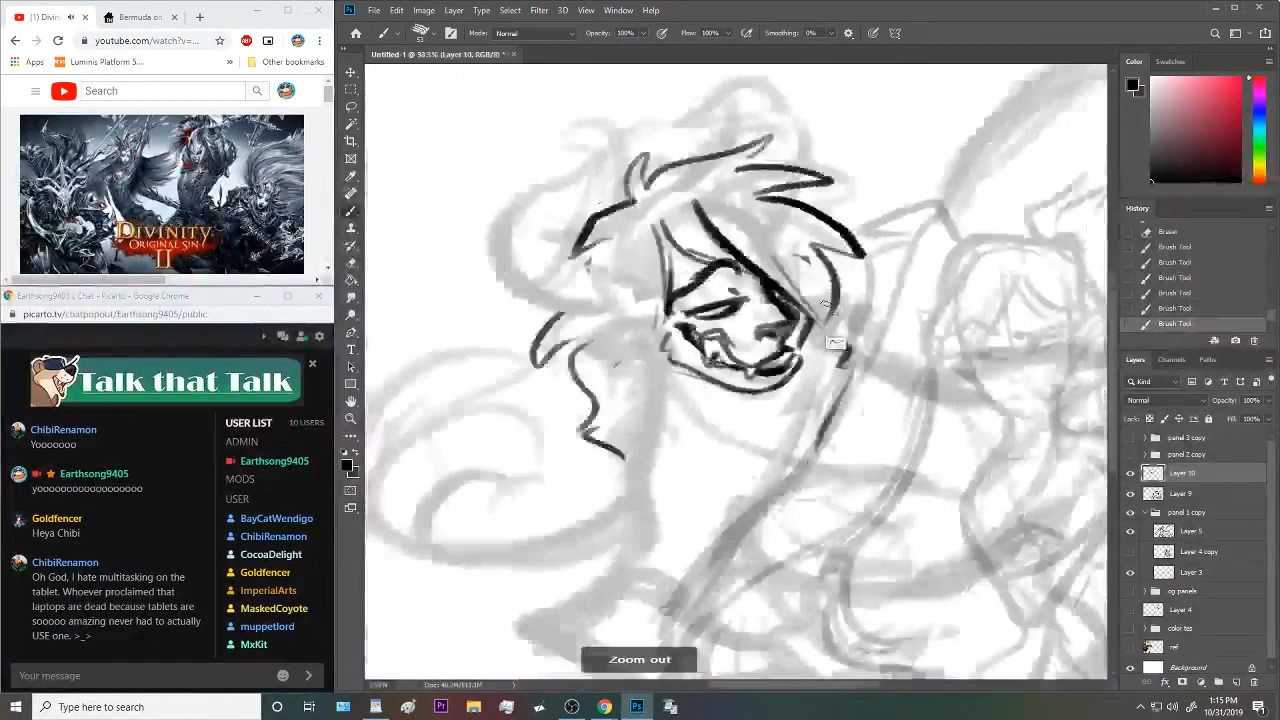 (1) Divini
Bermuda on
youtube.com/watch?v=...
Apps
Luminis Platform 5....
Other bookmarks
Search
DIVINITY
ORIGINAL SIN
II
Earthsong9405's Chat - Picarto - Google Chrome
picarto.tv/chatpopout/Earthsong9405/public
Talk that Talk
ChibiRenamon
Yooooooo
Earthsong9405
yoooooooooooooooooo
Goldfencer
Heya Chibi
ChibiRenamon
Oh God, I hate multitasking on the
tablet. Whoever proclaimed that
laptops are dead because tablets are
sooooo amazing never had to actually
USE one. >_>
USER LIST
10 USERS
ADMIN
Earthsong9405
MODS
USER
BayCatWendigo
ChibiRenamon
CocoaDelight
Goldfencer
ImperialArts
MaskedCoyote
muppetlord
MxKit
Your message
File Edit Image Layer Type Select Filter 3D View Window Help
53
Mode: Normal
Opacity: 100%
Flow: 100%
Smoothing: 0%
Zoom out
Color
Swatches
History
Eraser
Brush Tool
Brush Tool
Brush Tool
Brush Tool
Brush Tool
Brush Tool
Layers
Channels
Paths
Kind
Normal
Opacity: 100%
Lock:
Fill: 100%
panel 3 copy
panel 2 copy
Layer 10
Layer 9
panel 1 copy
Layer 5
Layer 4 copy
Layer 3
og panels
Layer 4
color tes
ref
Background
Type here to search
1:15 PM
10/31/2019